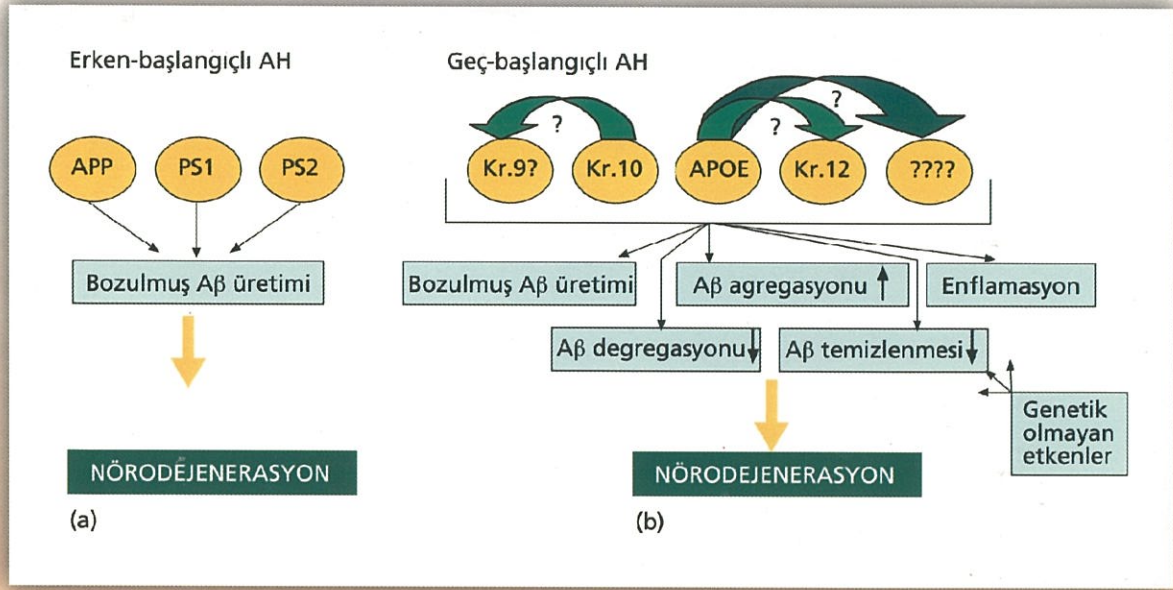 Erken-başlangıçlı AH
APP
PS1
PS2
Bozulmuş Aβ üretimi
NÖRODEJENERASYON
(a)
Geç-başlangıçlı AH
?
?
?
Kr.9?
Kr.10
APOE
Kr.12
????
Bozulmuş Aβ üretimi
Aβ agregasyonu
Enflamasyon
Aβ degregasyonu
Aβ temizlenmesi
Genetik
olmayan
etkenler
NÖRODEJENERASYON
(b)